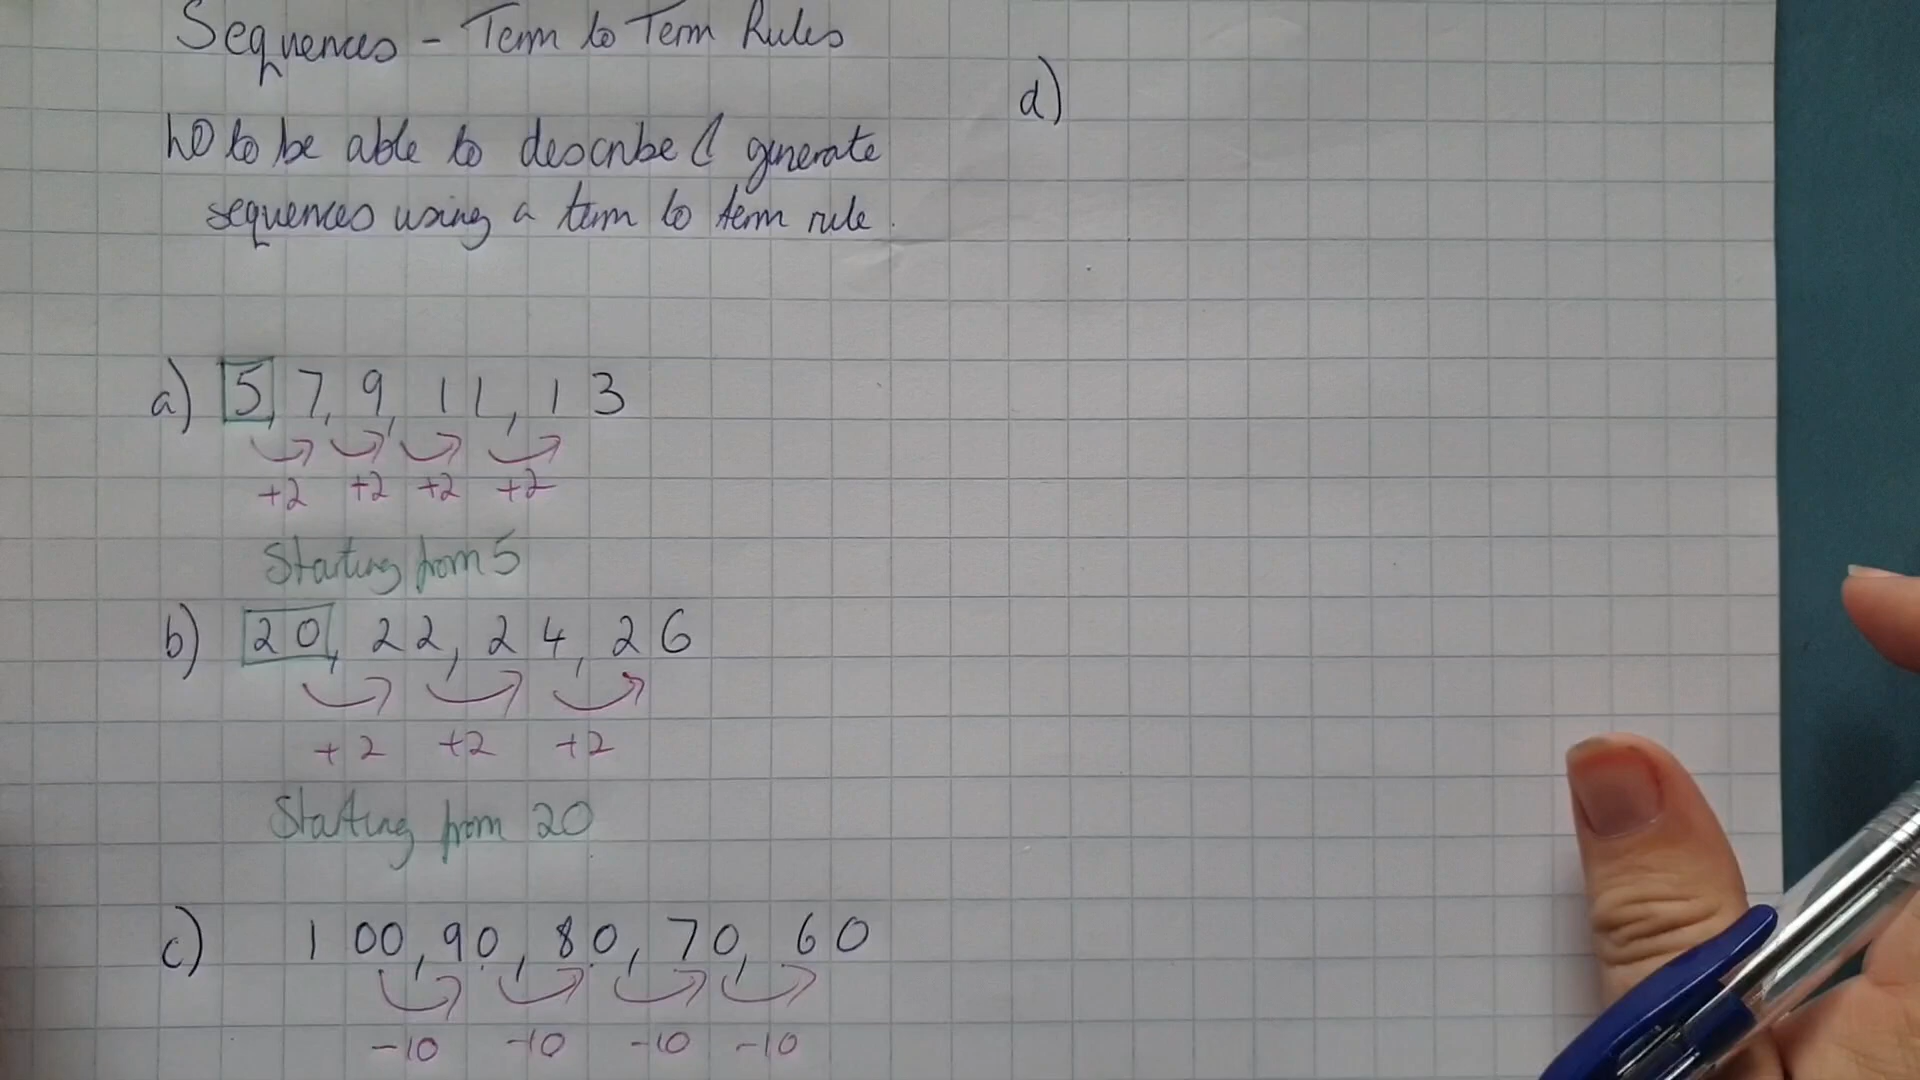 Sequences - Term to Term Rules
LO to be able to describe & generate
sequences using a term to term rule.
a) 5, 7, 9, 11, 13
+2 +2 +2 +2
Starting from 5
b) 20, 22, 24, 26
+2 +2 +2
Starting from 20
c) 100, 90, 80, 70, 60
-10 -10 -10 -10
d)